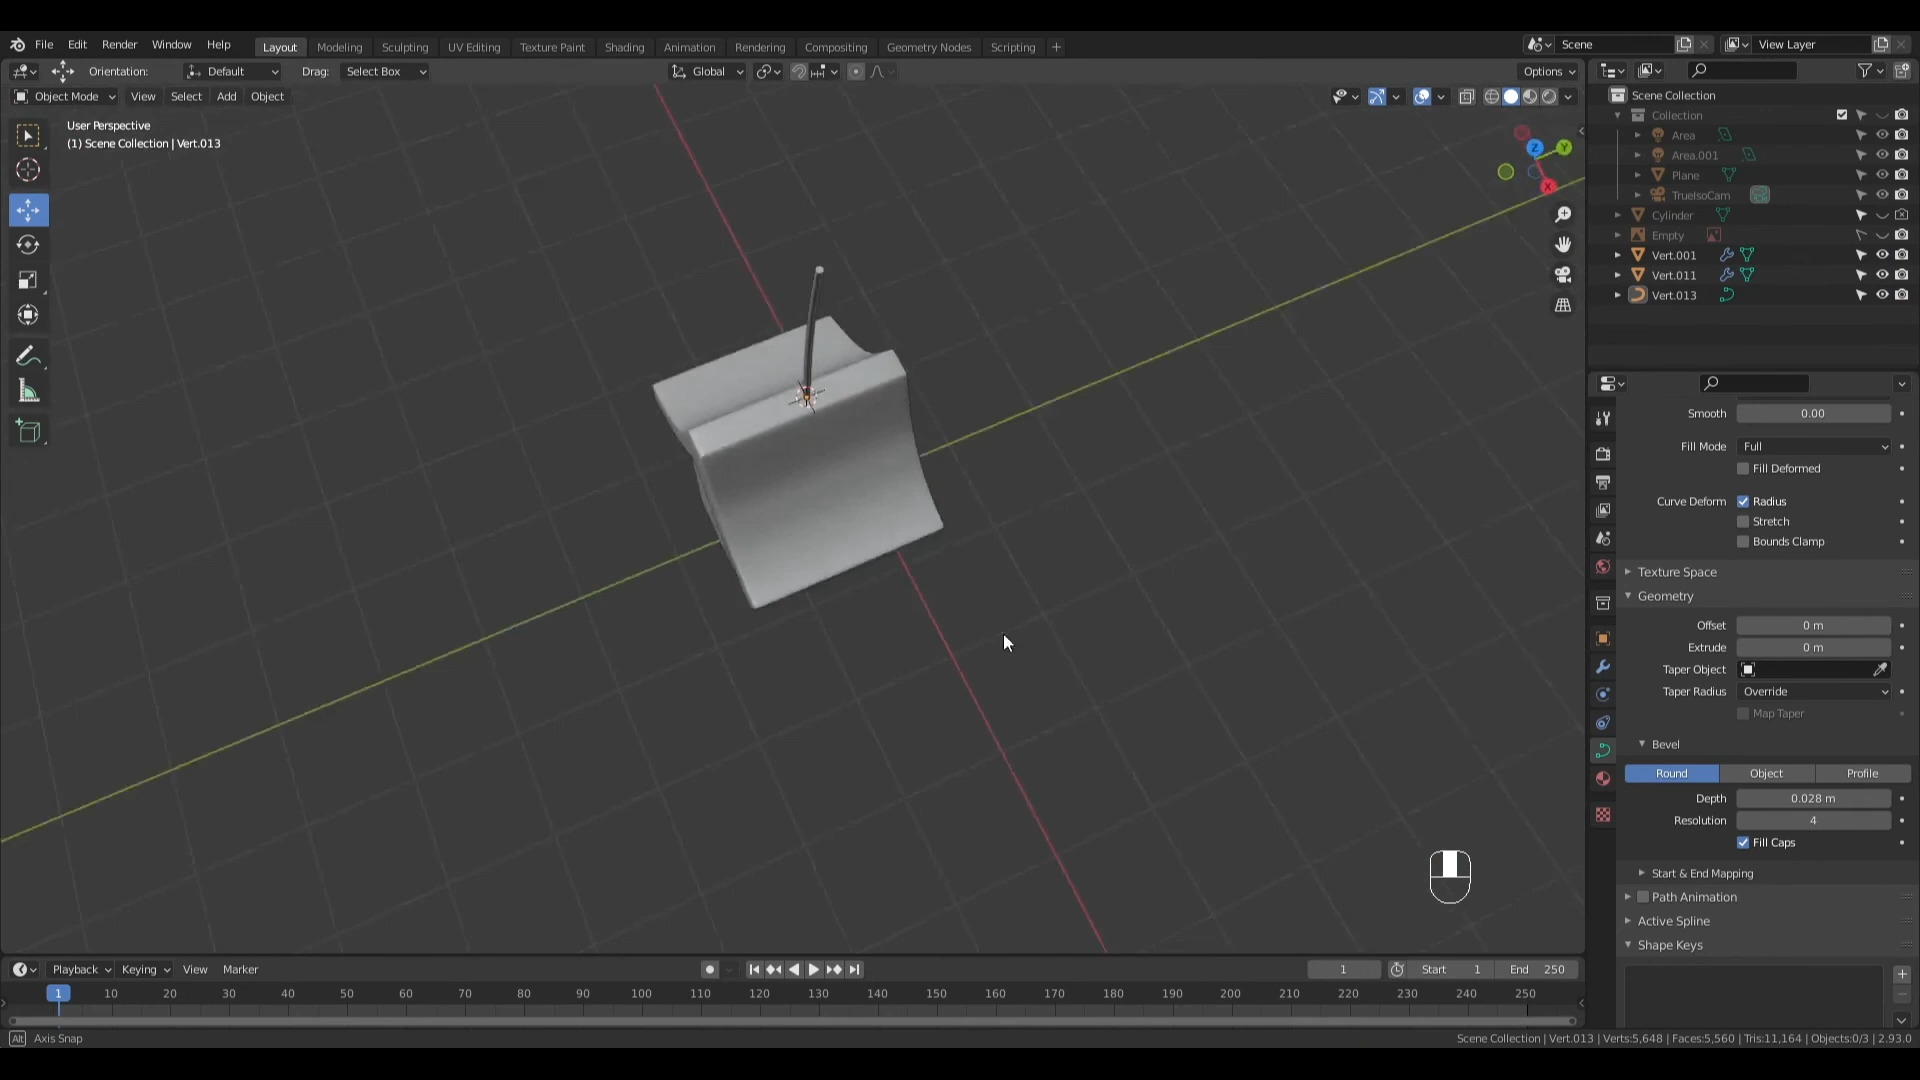 File Edit Render Window Help Layout Modeling Sculpting UV Editing Texture Paint Shading Animation Rendering Compositing Geometry Nodes Scripting + Scene View Layer
Orientation: Default Drag: Select Box Global Options
Object Mode View Select Add Object
User Perspective
(1) Scene Collection | Vert.013
Z
Y
X
Scene Collection
Collection
Area
Area.001
Plane
TrueIsoCam
Cylinder
Empty
Vert.001
Vert.011
Vert.013
Smooth 0.00
Fill Mode Full
Fill Deformed
Curve Deform Radius
Stretch
Bounds Clamp
Texture Space
Geometry
Offset 0 m
Extrude 0 m
Taper Object
Taper Radius Override
Map Taper
Bevel
Round Object Profile
Depth 0.028 m
Resolution 4
Fill Caps
Start & End Mapping
Path Animation
Active Spline
Shape Keys
Playback Keying View Marker 1 Start 1 End 250
1 10 20 30 40 50 60 70 80 90 100 110 120 130 140 150 160 170 180 190 200 210 220 230 240 250
Alt Axis Snap Scene Collection | Vert.013 | Verts:5,648 | Faces:5,560 | Tris:11,164 | Objects:0/3 | 2.93.0